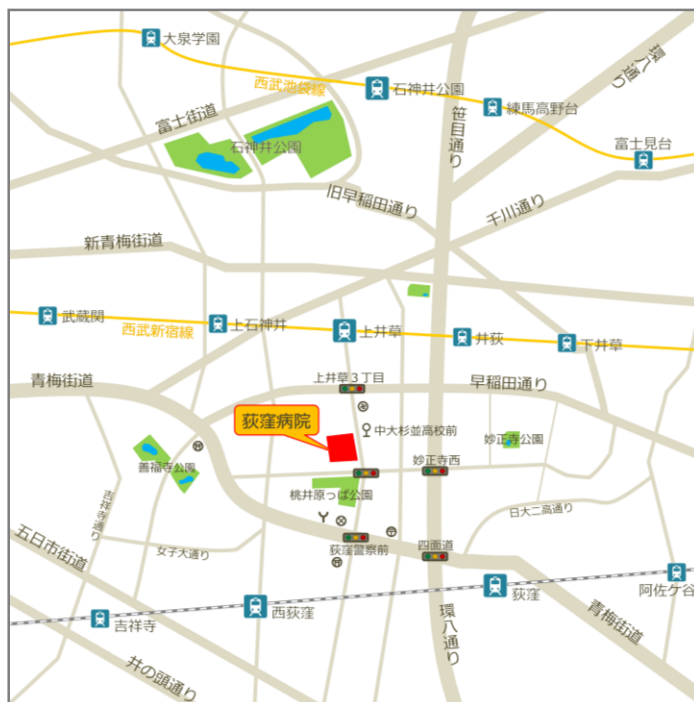 大泉学園
環八通り
西武池袋線
石神井公園
練馬高野台
富士街道
笹目通り
富士見台
石神井公園
旧早稲田通り
千川通り
新青梅街道
武蔵関
西武新宿線
上石神井
上井草
井荻
下井草
青梅街道
上井草3丁目
早稲田通り
荻窪病院
中大杉並高校前
妙正寺公園
善福寺公園
妙正寺西
桃井原っぱ公園
吉祥寺通り
日大二高通り
五日市街道
女子大通り
荻窪警察前
四面道
阿佐ケ谷
荻窪
西荻窪
吉祥寺
環八通り
青梅街道
井の頭通り